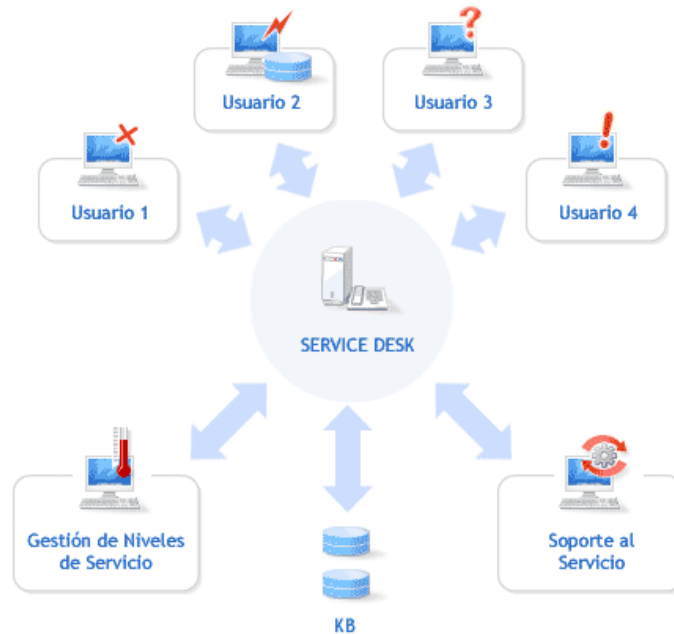 Usuario 2
Usuario 3
Usuario 1
Usuario 4
SERVICE DESK
Gestión de Niveles
de Servicio
Soporte al
Servicio
KB